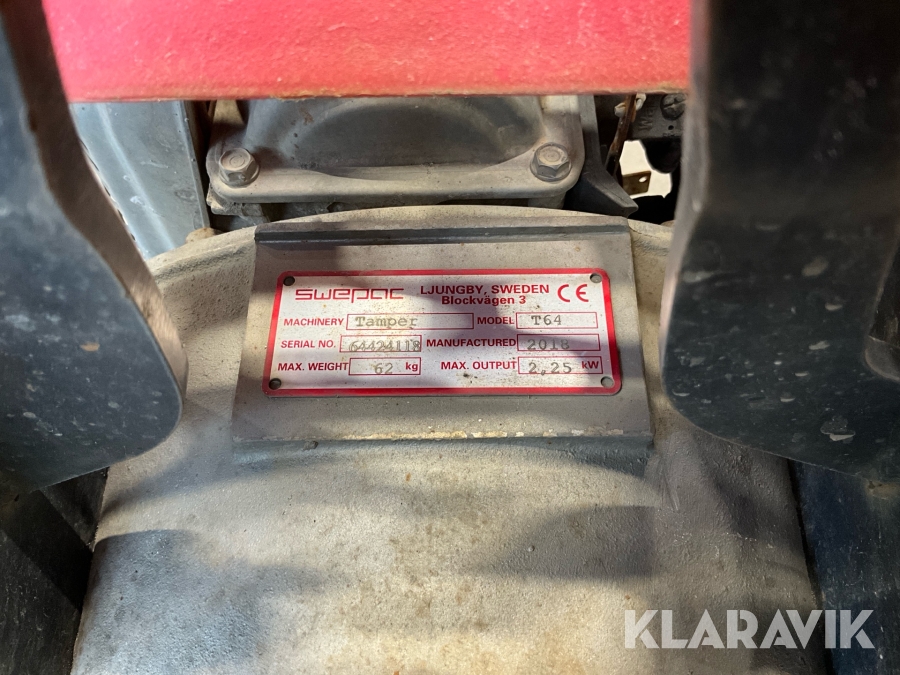 swepac LJUNGBY, SWEDEN CE
Blockvägen 3
MACHINERY Tamper MODEL T64
SERIAL NO. 64424118 MANUFACTURED 2018
MAX. WEIGHT 62 kg MAX. OUTPUT 2,25 kW
KLARAVIK